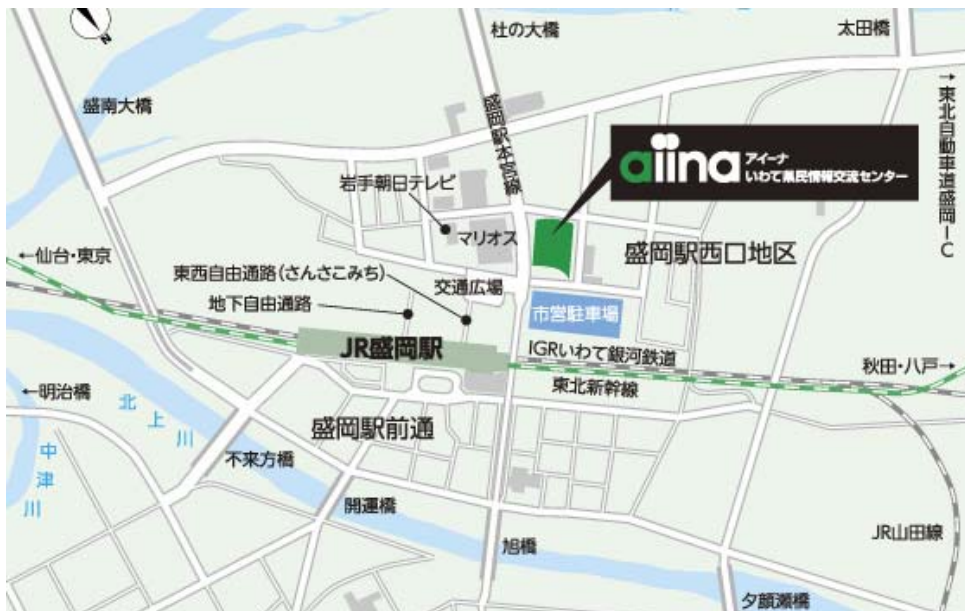 N
杜の大橋
太田橋
盛南大橋
盛岡駅本宮線
→東北自動車道盛岡IC
aiina
アイーナ
いわて県民情報交流センター
岩手朝日テレビ
マリオス
盛岡駅西口地区
←仙台・東京
東西自由通路(さんさこみち)
交通広場
地下自由通路
市営駐車場
JR盛岡駅
IGRいわて銀河鉄道
秋田・八戸→
東北新幹線
←明治橋
北上川
盛岡駅前通
中津川
不来方橋
開運橋
旭橋
JR山田線
夕顔瀬橋